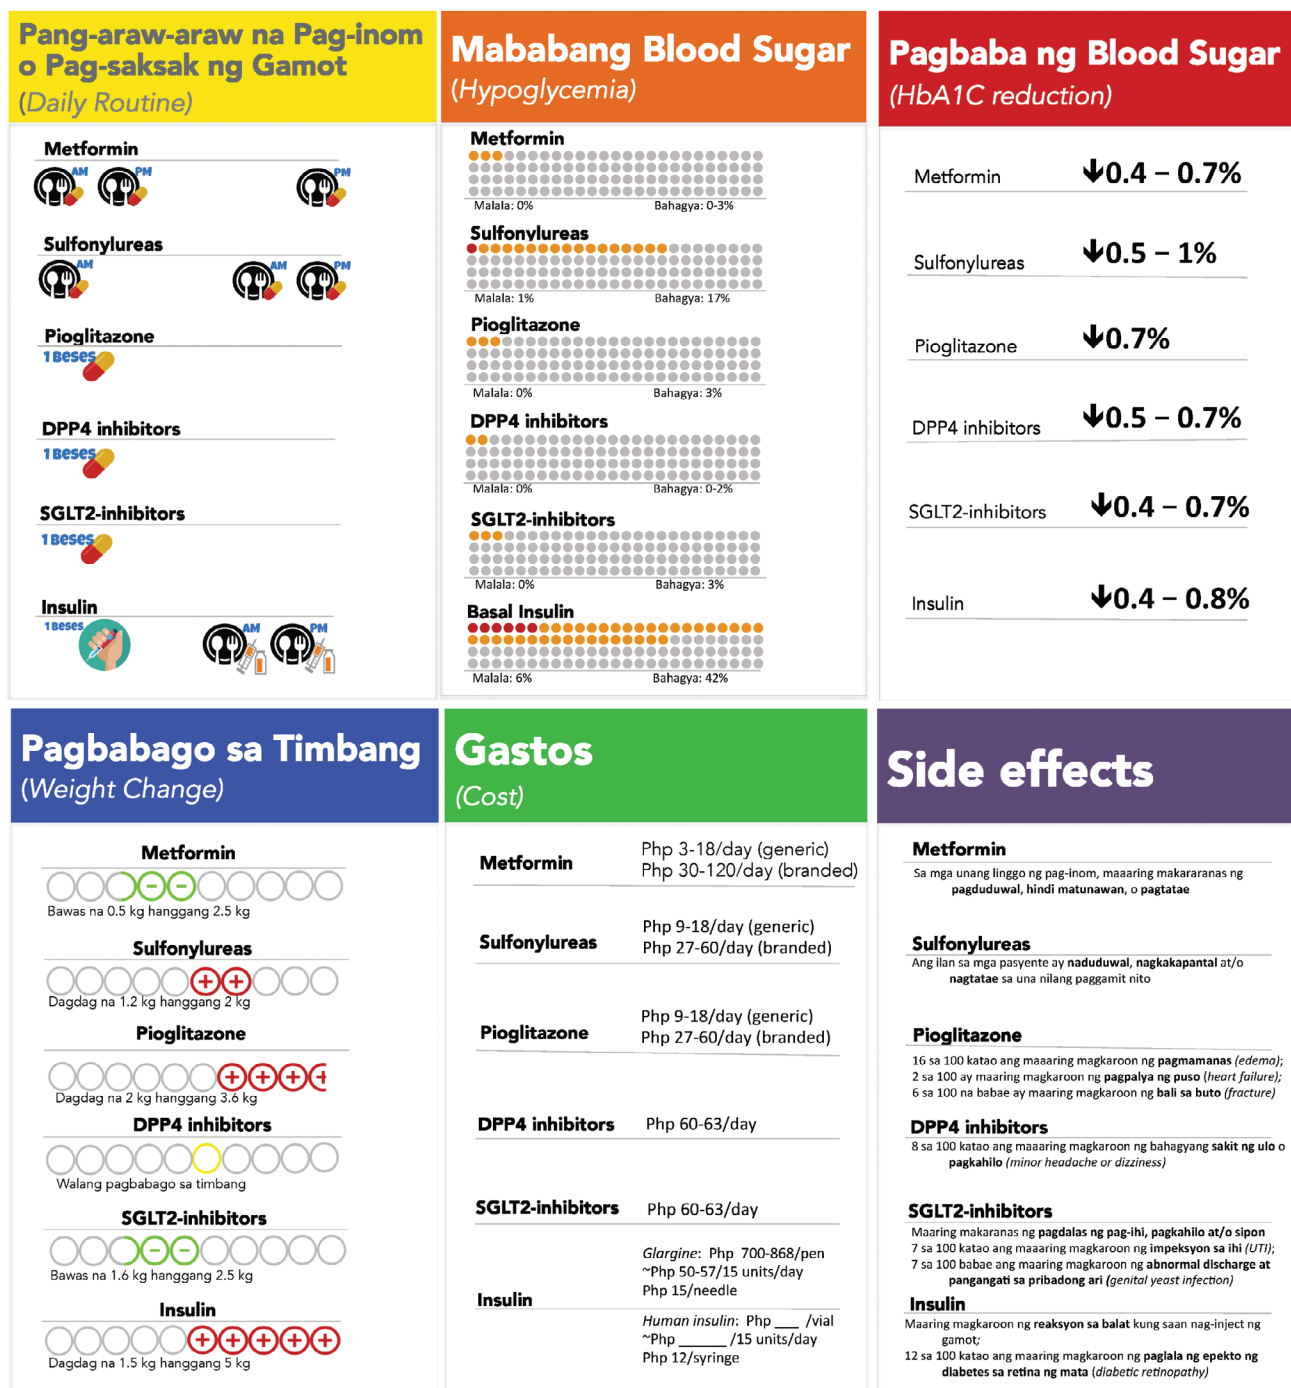 Pang-araw-araw na Pag-inom
o Pag-saksak ng Gamot
(Daily Routine)
Metformin
AM
PM
PM
Sulfonylureas
AM
AM
PM
Pioglitazone
1 Beses
DPP4 inhibitors
1 Beses
SGLT2-inhibitors
1 Beses
Insulin
1 Beses
AM
PM
Mababang Blood Sugar
(Hypoglycemia)
Metformin
Malala: 0% Bahagya: 0-3%
Sulfonylureas
Malala: 1% Bahagya: 17%
Pioglitazone
Malala: 0% Bahagya: 3%
DPP4 inhibitors
Malala: 0% Bahagya: 0-2%
SGLT2-inhibitors
Malala: 0% Bahagya: 3%
Basal Insulin
Malala: 6% Bahagya: 42%
Pagbaba ng Blood Sugar
(HbA1C reduction)
Metformin ↓0.4 – 0.7%
Sulfonylureas ↓0.5 – 1%
Pioglitazone ↓0.7%
DPP4 inhibitors ↓0.5 – 0.7%
SGLT2-inhibitors ↓0.4 – 0.7%
Insulin ↓0.4 – 0.8%
Pagbabago sa Timbang
(Weight Change)
Metformin
Bawas na 0.5 kg hanggang 2.5 kg
Sulfonylureas
Dagdag na 1.2 kg hanggang 2 kg
Pioglitazone
Dagdag na 2 kg hanggang 3.6 kg
DPP4 inhibitors
Walang pagbabago sa timbang
SGLT2-inhibitors
Bawas na 1.6 kg hanggang 2.5 kg
Insulin
Dagdag na 1.5 kg hanggang 5 kg
Gastos
(Cost)
Metformin
Php 3-18/day (generic)
Php 30-120/day (branded)
Sulfonylureas
Php 9-18/day (generic)
Php 27-60/day (branded)
Pioglitazone
Php 9-18/day (generic)
Php 27-60/day (branded)
DPP4 inhibitors Php 60-63/day
SGLT2-inhibitors Php 60-63/day
Insulin
Glargine: Php 700-868/pen
~Php 50-57/15 units/day
Php 15/needle
Human insulin: Php ___ /vial
~Php ______ /15 units/day
Php 12/syringe
Side effects
Metformin
Sa mga unang linggo ng pag-inom, maaaring makararanas ng
pagduduwal, hindi matunawan, o pagtatae
Sulfonylureas
Ang ilan sa mga pasyente ay naduduwal, nagkakapantal at/o
nagtatae sa una nilang paggamit nito
Pioglitazone
16 sa 100 katao ang maaaring magkaroon ng pagmamanas (edema);
2 sa 100 ay maaring magkaroon ng pagpalya ng puso (heart failure);
6 sa 100 na babae ay maaring magkaroon ng bali sa buto (fracture)
DPP4 inhibitors
8 sa 100 katao ang maaring magkaroon ng bahagyang sakit ng ulo o
pagkahilo (minor headache or dizziness)
SGLT2-inhibitors
Maaring makaranas ng pagdalas ng pag-ihi, pagkahilo at/o sipon
7 sa 100 katao ang maaaring magkaroon ng impeksyon sa ihi (UTI);
7 sa 100 babae ang maaring magkaroon ng abnormal discharge at
pangangati sa pribadong ari (genital yeast infection)
Insulin
Maaring magkaroon ng reaksyon sa balat kung saan nag-inject ng
gamot;
12 sa 100 katao ang maaring magkaroon ng paglala ng epekto ng
diabetes sa retina ng mata (diabetic retinopathy)